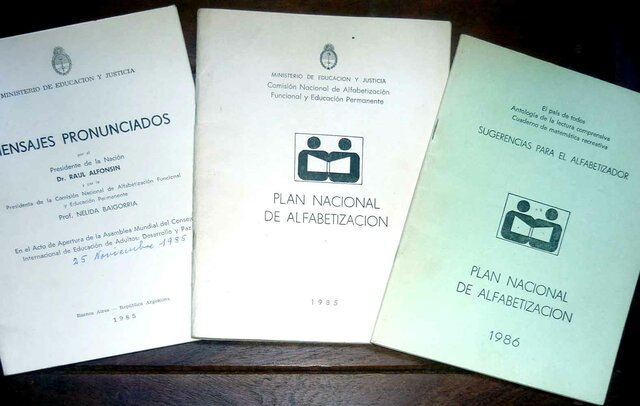 MINISTERIO DE EDUCACION Y JUSTICIA
MENSAJES PRONUNCIADOS
por el
Presidente de la Nación
Dr. RAUL ALFONSIN
y por la
Presidenta de la Comisión Nacional de Alfabetización Funcional
y Educación Permanente
Prof. NELIDA BAIGORRIA
En el Acto de Apertura de la Asamblea Mundial del Consejo
Internacional de Educación de Adultos: Desarrollo y Paz
25 Noviembre 1985
Buenos Aires — República Argentina
1985
MINISTERIO DE EDUCACION Y JUSTICIA
Comisión Nacional de Alfabetización
Funcional y Educación Permanente
PLAN NACIONAL
DE ALFABETIZACION
1985
El país de todos
Antología de la lectura comprensiva
Cuaderno de matemática recreativa
SUGERENCIAS PARA EL ALFABETIZADOR
PLAN NACIONAL
DE ALFABETIZACION
1986